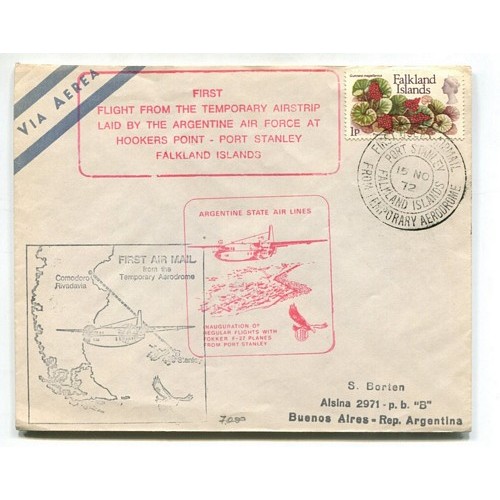 VIA AEREA
FIRST
FLIGHT FROM THE TEMPORARY AIRSTRIP
LAID BY THE ARGENTINE AIR FORCE AT
HOOKERS POINT - PORT STANLEY
FALKLAND ISLANDS
Falkland
Islands
1P
PORT STANLEY
15 NO
72
FALKLAND ISLANDS
FROM TEMPORARY AERODROME
ARGENTINE STATE AIR LINES
INAUGURATION OF
REGULAR FLIGHTS WITH
FOKKER F-27 PLANES
FROM PORT STANLEY
FIRST AIR MAIL
from the
Temporary Aerodrome
Comodoro
Rivadavia
Stanley
S. Borten
Alsina 2971 - p. b. "B"
Buenos Aires - Rep. Argentina